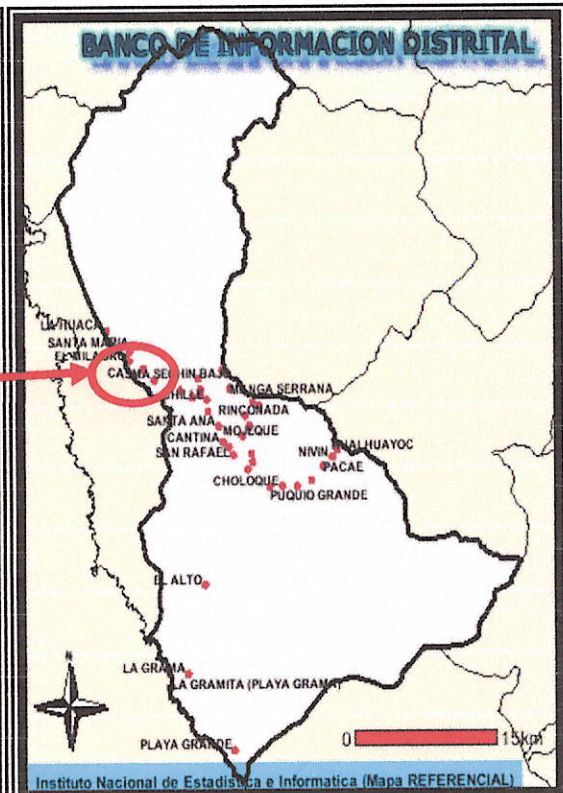 BANCO DE INFORMACION DISTRITAL
LA HUACA
SANTA MARIA
EL MILAGRO
CASMA SECHIN BAJO
CHILLE
MANGA SERRANA
RINCONADA
SANTA ANA
MOJEQUE
CANTINA
SAN RAFAEL
NIVIN
HUALHUAYOC
PACAE
CHOLOQUE
PUQUIO GRANDE
EL ALTO
LA GRAMA
LA GRAMITA (PLAYA GRAMA)
N
PLAYA GRANDE
0 15km
Instituto Nacional de Estadística e Informatica (Mapa REFERENCIAL)